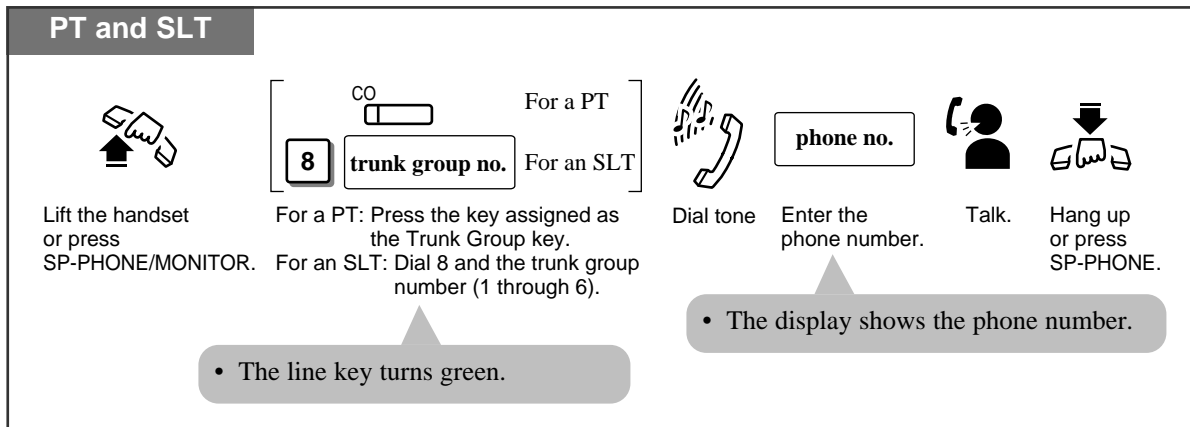 PT and SLT
CO
For a PT
8
trunk group no.
For an SLT
phone no.
Lift the handset
or press
SP-PHONE/MONITOR.
For a PT: Press the key assigned as
the Trunk Group key.
For an SLT: Dial 8 and the trunk group
number (1 through 6).
Dial tone
Enter the
phone number.
Talk.
Hang up
or press
SP-PHONE.
• The line key turns green.
• The display shows the phone number.